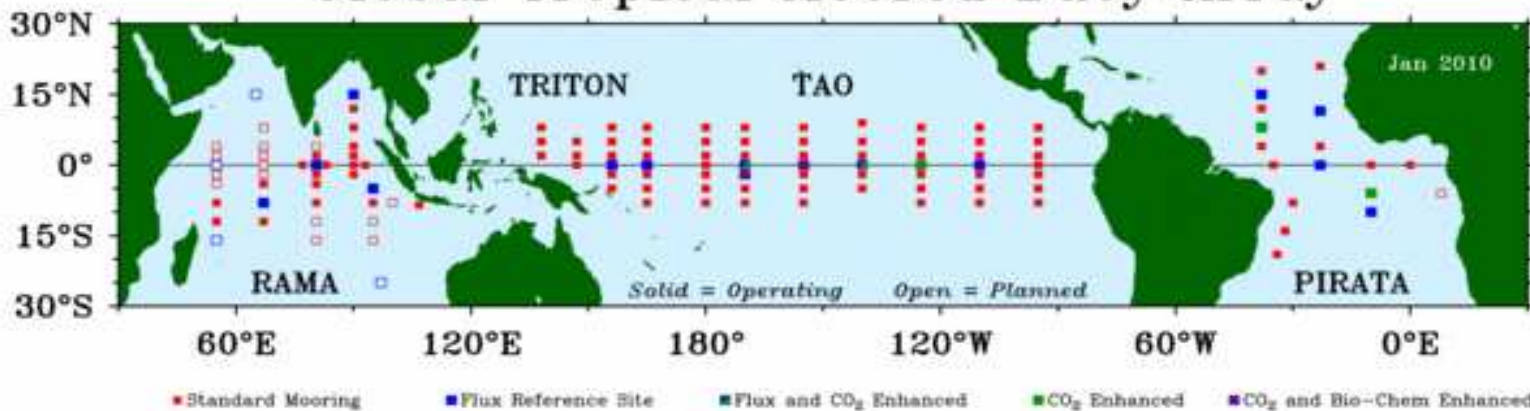 30°N
15°N
0°
15°S
30°S
TRITON TAO
Jan 2010
RAMA
PIRATA
Solid = Operating Open = Planned
60°E 120°E 180° 120°W 60°W 0°E
Standard Mooring Flux Reference Site Flux and CO₂ Enhanced CO₂ Enhanced CO₂ and Bio-Chem Enhanced